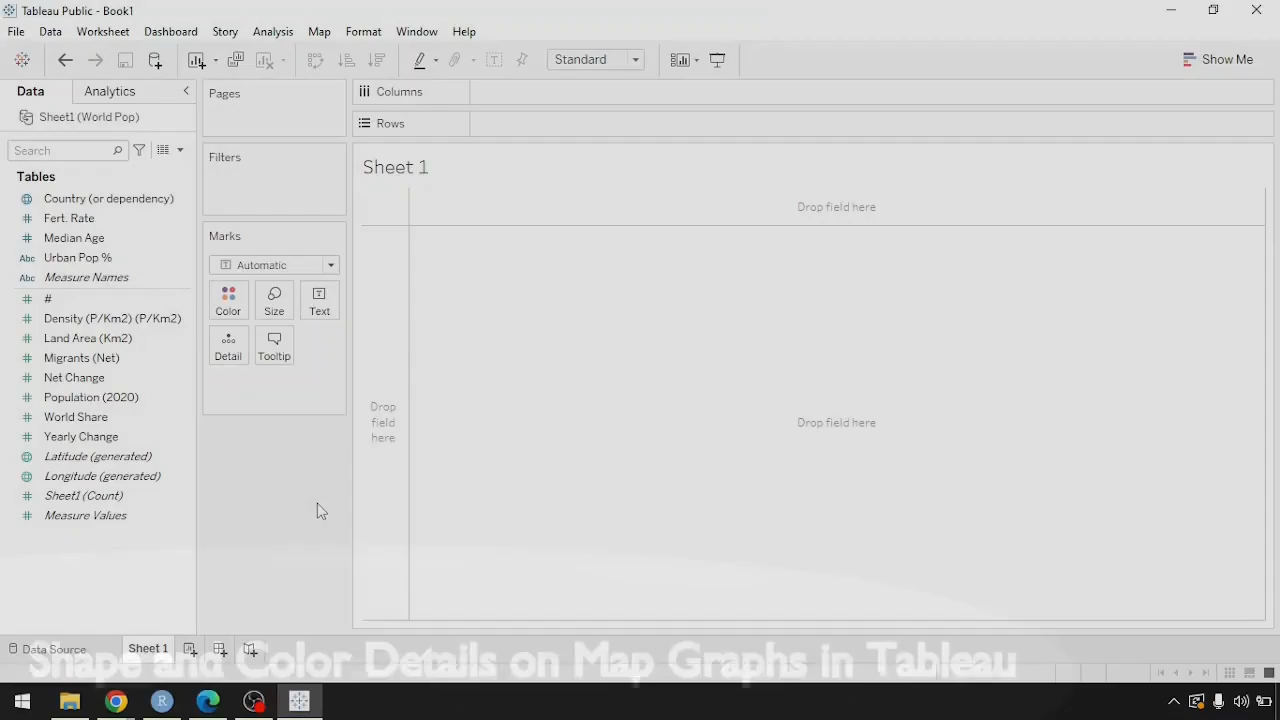 Tableau Public - Book1
File Data Worksheet Dashboard Story Analysis Map Format Window Help
Standard
Show Me
Data Analytics
Sheet1 (World Pop)
Search
Tables
Country (or dependency)
Fert. Rate
Median Age
Abc Urban Pop %
Abc Measure Names
#
Density (P/Km2) (P/Km2)
Land Area (Km2)
Migrants (Net)
Net Change
Population (2020)
World Share
Yearly Change
Latitude (generated)
Longitude (generated)
Sheet1 (Count)
Measure Values
Pages
Filters
Marks
Automatic
Color Size Text
Detail Tooltip
Columns
Rows
Sheet 1
Drop field here
Drop
field
here
Drop field here
Data Source Sheet 1
Shape and Color Details on Map Graphs in Tableau